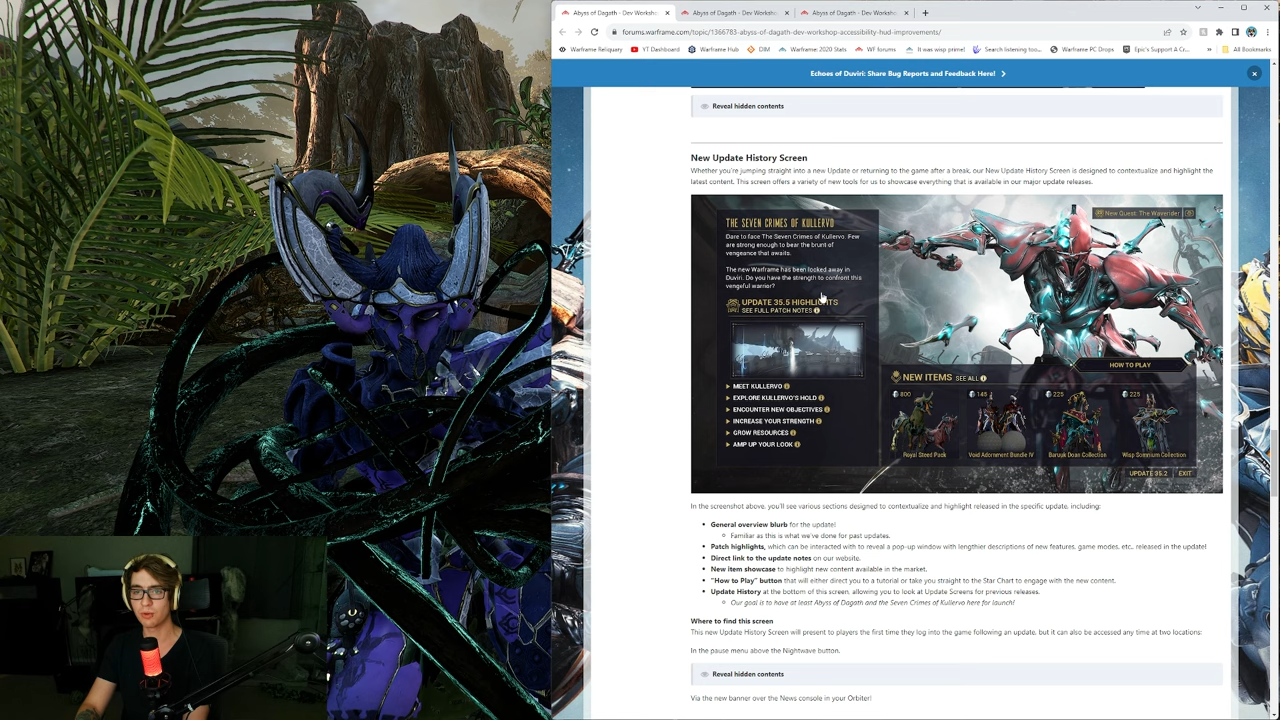 Abyss of Dagath - Dev Worksho
Abyss of Dagath - Dev Worksho
Abyss of Dagath - Dev Worksho
forums.warframe.com/topic/1366783-abyss-of-dagath-dev-workshop-accessibility-hud-improvements/
Warframe Reliquary
YT Dashboard
Warframe Hub
DIM
Warframe: 2020 Stats
WF forums
It was wisp prime!
Search listening too...
Warframe PC Drops
Epic's Support-A-Cr...
All Bookmarks
Echoes of Duviri: Share Bug Reports and Feedback Here!
Reveal hidden contents
New Update History Screen
Whether you're jumping straight into a new Update or returning to the game after a break, our New Update History Screen is designed to contextualize and highlight the
latest content. This screen offers a variety of new tools for us to showcase everything that is available in our major update releases.
THE SEVEN CRIMES OF KULLERVO
Dare to face The Seven Crimes of Kullervo. Few
are strong enough to bear the brunt of
vengeance that awaits.
The new Warframe has been locked away in
Duviri. Do you have the strength to confront this
vengeful warrior?
UPDATE 35.5 HIGHLIGHTS
SEE FULL PATCH NOTES
MEET KULLERVO
EXPLORE KULLERVO'S HOLD
ENCOUNTER NEW OBJECTIVES
INCREASE YOUR STRENGTH
GROW RESOURCES
AMP UP YOUR LOOK
New Quest: The Waverider
HOW TO PLAY
NEW ITEMS SEE ALL
800 145 225 225
Royal Steed Pack
Void Adornment Bundle IV
Baruuk Doan Collection
Wisp Somnium Collection
UPDATE 35.2 EXIT
In the screenshot above, you'll see various sections designed to contextualize and highlight released in the specific update, including:
General overview blurb for the update!
Familiar as this is what we've done for past updates.
Patch highlights, which can be interacted with to reveal a pop-up window with lengthier descriptions of new features, game modes, etc., released in the update!
Direct link to the update notes on our website.
New item showcase to highlight new content available in the market.
"How to Play" button that will either direct you to a tutorial or take you straight to the Star Chart to engage with the new content.
Update History at the bottom of this screen, allowing you to look at Update Screens for previous releases.
Our goal is to have at least Abyss of Dagath and the Seven Crimes of Kullervo here for launch!
Where to find this screen
This new Update History Screen will present to players the first time they log into the game following an update, but it can also be accessed any time at two locations:
In the pause menu above the Nightwave button.
Reveal hidden contents
Via the new banner over the News console in your Orbiter!